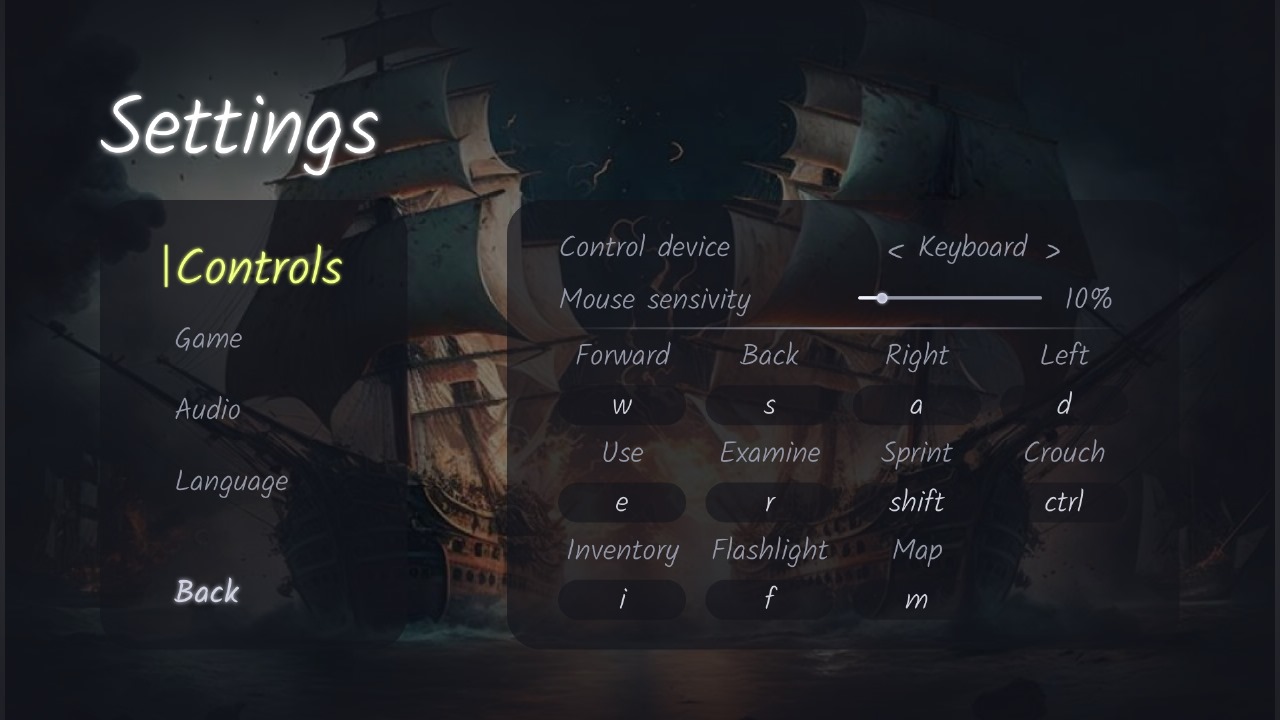 Settings
|Controls
Game
Audio
Language
Back
Control device < Keyboard >
Mouse sensivity 10%
Forward Back Right Left
w s a d
Use Examine Sprint Crouch
e r shift ctrl
Inventory Flashlight Map
i f m